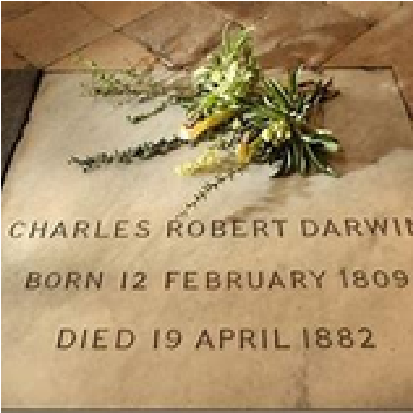 CHARLES ROBERT DARWI
BORN 12 FEBRUARY 1809
DIED 19 APRIL 1882